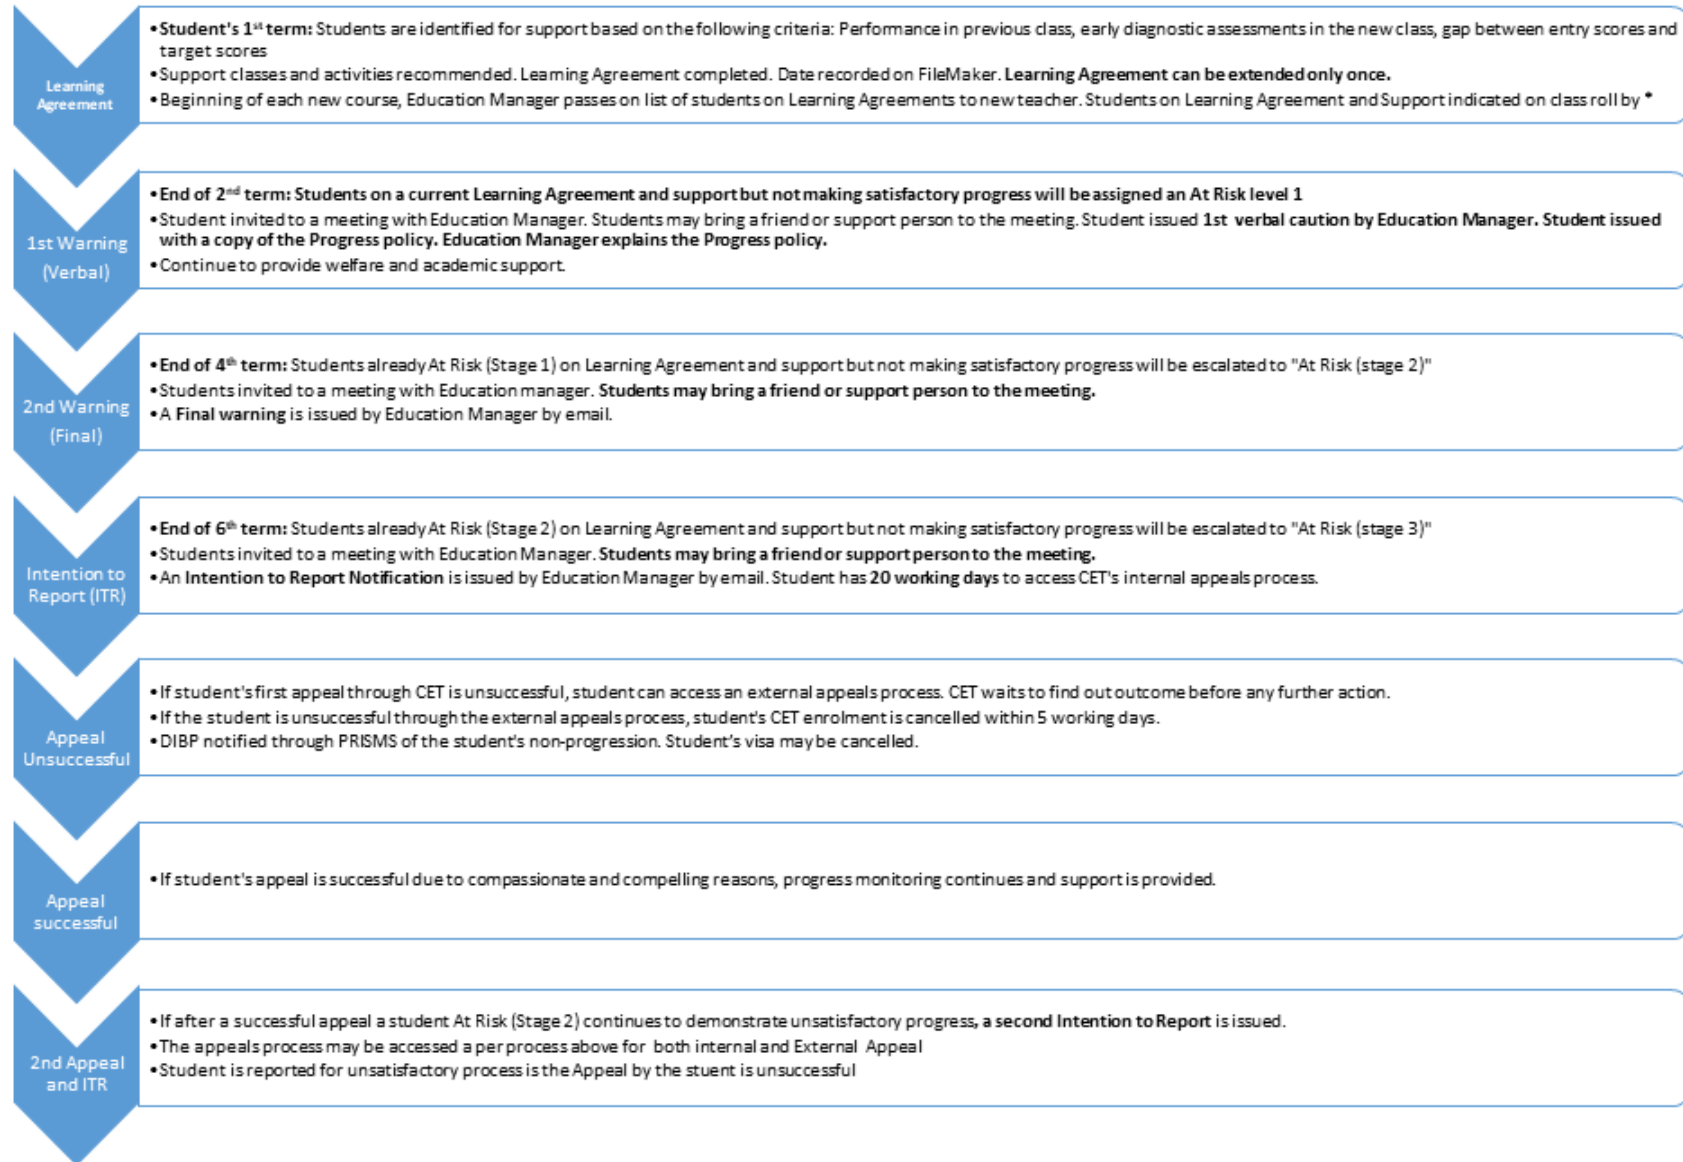 Learning
Agreement
•Student's 1st term: Students are identified for support based on the following criteria: Performance in previous class, early diagnostic assessments in the new class, gap between entry scores and
target scores
•Support classes and activities recommended. Learning Agreement completed. Date recorded on FileMaker. Learning Agreement can be extended only once.
•Beginning of each new course, Education Manager passes on list of students on Learning Agreements to new teacher. Students on Learning Agreement and Support indicated on class roll by *
1st Warning
(Verbal)
•End of 2nd term: Students on a current Learning Agreement and support but not making satisfactory progress will be assigned an At Risk level 1
•Student invited to a meeting with Education Manager. Students may bring a friend or support person to the meeting. Student issued 1st verbal caution by Education Manager. Student issued
with a copy of the Progress policy. Education Manager explains the Progress policy.
•Continue to provide welfare and academic support.
2nd Warning
(Final)
•End of 4th term: Students already At Risk (Stage 1) on Learning Agreement and support but not making satisfactory progress will be escalated to "At Risk (stage 2)"
•Students invited to a meeting with Education manager. Students may bring a friend or support person to the meeting.
•A Final warning is issued by Education Manager by email.
Intention to
Report (ITR)
•End of 6th term: Students already At Risk (Stage 2) on Learning Agreement and support but not making satisfactory progress will be escalated to "At Risk (stage 3)"
•Students invited to a meeting with Education Manager. Students may bring a friend or support person to the meeting.
•An Intention to Report Notification is issued by Education Manager by email. Student has 20 working days to access CET's internal appeals process.
Appeal
Unsuccessful
•If student's first appeal through CET is unsuccessful, student can access an external appeals process. CET waits to find out outcome before any further action.
•If the student is unsuccessful through the external appeals process, student's CET enrolment is cancelled within 5 working days.
•DIBP notified through PRISMS of the student's non-progression. Student's visa may be cancelled.
Appeal
successful
•If student's appeal is successful due to compassionate and compelling reasons, progress monitoring continues and support is provided.
2nd Appeal
and ITR
•If after a successful appeal a student At Risk (Stage 2) continues to demonstrate unsatisfactory progress, a second Intention to Report is issued.
•The appeals process may be accessed a per process above for both internal and External Appeal
•Student is reported for unsatisfactory process is the Appeal by the stuent is unsuccessful